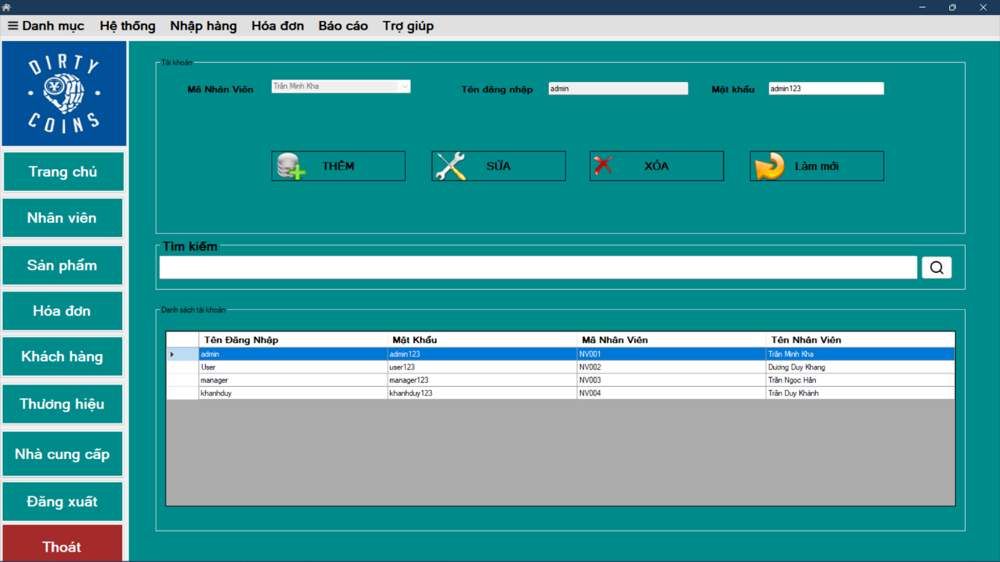 Danh mục Hệ thống Nhập hàng Hóa đơn Báo cáo Trợ giúp
DIRTY
COINS
Trang chủ
Nhân viên
Sản phẩm
Hóa đơn
Khách hàng
Thương hiệu
Nhà cung cấp
Đăng xuất
Thoát
Tài khoản
Mã Nhân Viên Trần Minh Kha Tên đăng nhập admin Mật khẩu admin123
THÊM SỬA XÓA Làm mới
Tìm kiếm
Danh sách tài khoản
Tên Đăng Nhập Mật Khẩu Mã Nhân Viên Tên Nhân Viên
admin admin123 NV001 Trần Minh Kha
User user123 NV002 Dương Duy Khang
manager manager123 NV003 Trần Ngọc Hân
khanhduy khanhduy123 NV004 Trần Duy Khánh